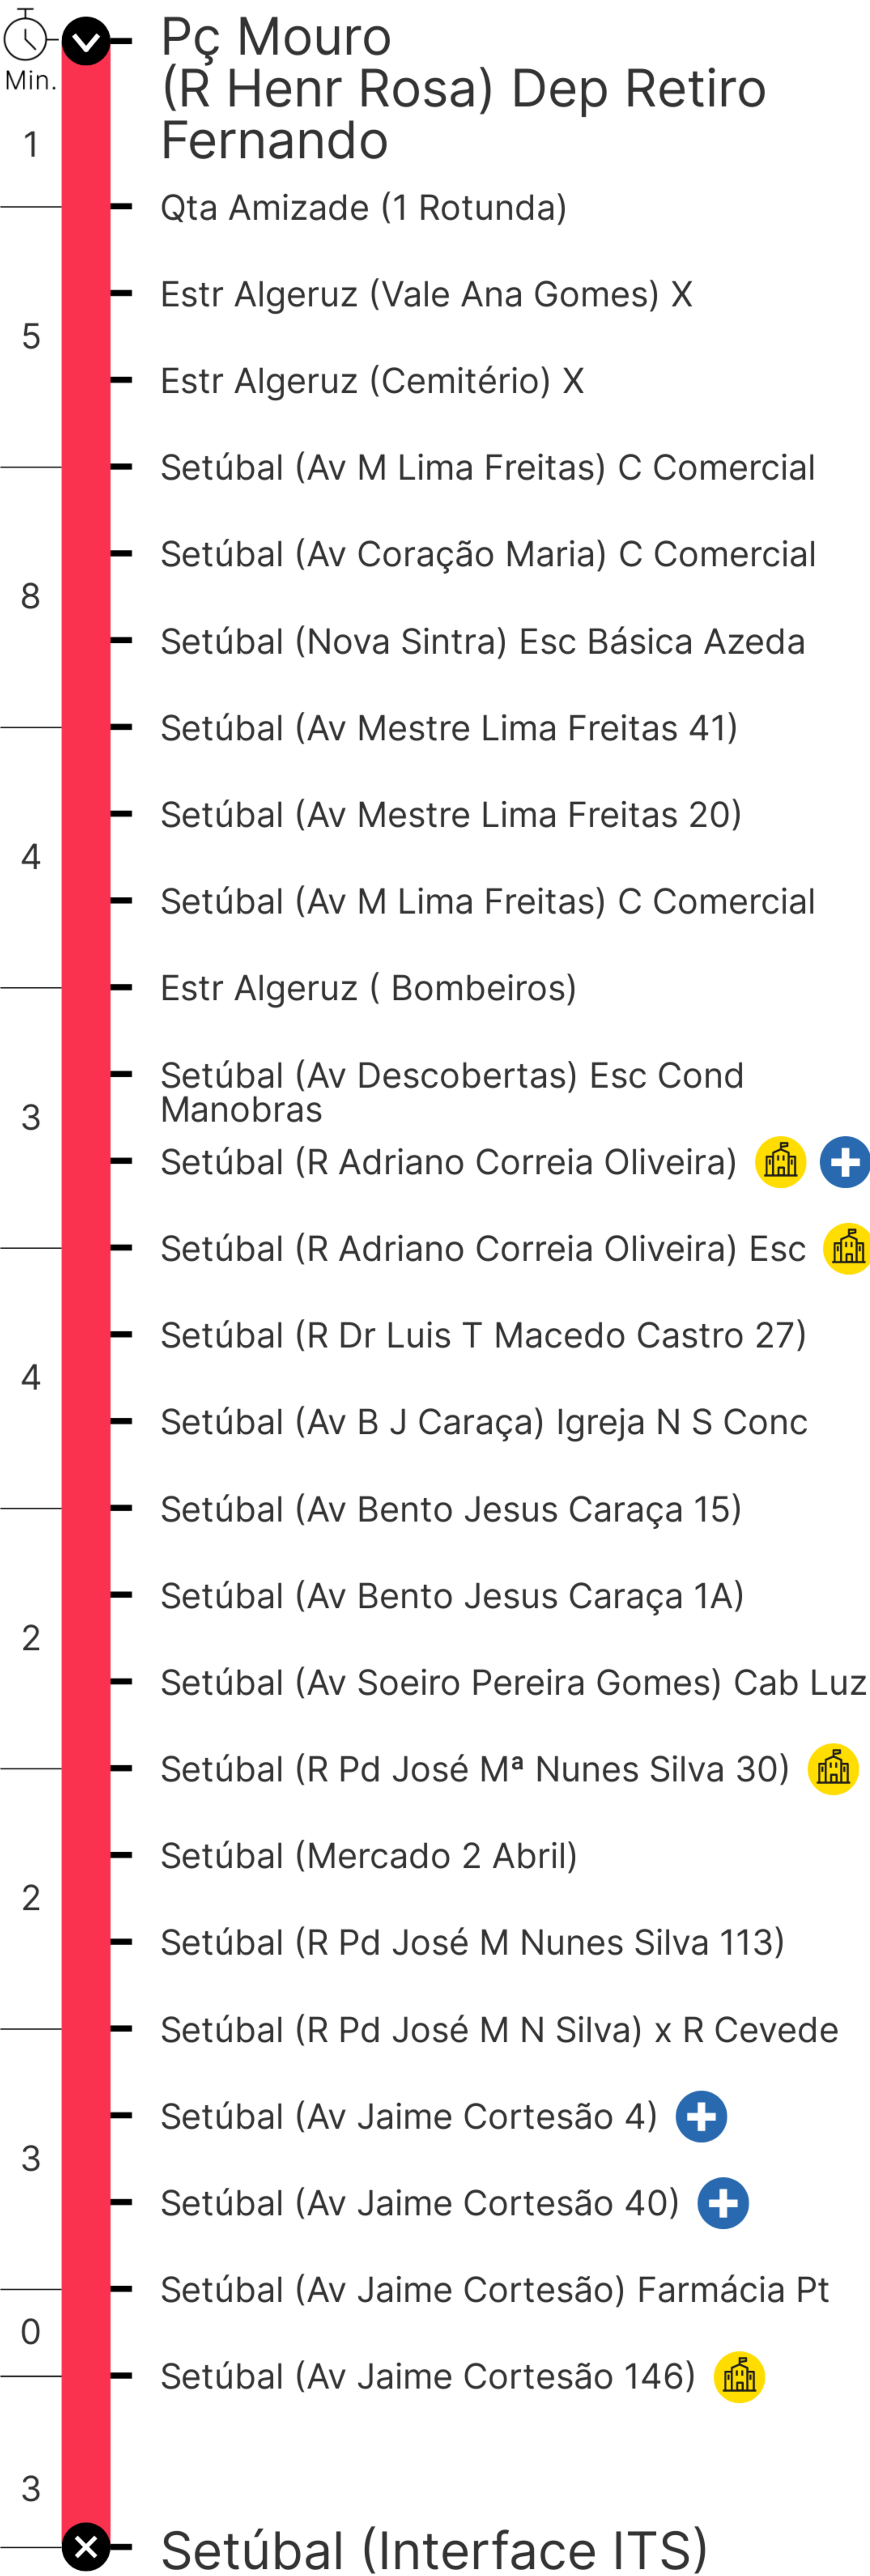 Pç Mouro
(R Henr Rosa) Dep Retiro
Min.
Fernando
1
Qta Amizade (1 Rotunda)
Estr Algeruz (Vale Ana Gomes) X
5
Estr Algeruz (Cemitério) X
Setúbal (Av M Lima Freitas) C Comercial
Setúbal (Av Coração Maria) C Comercial
8
Setúbal (Nova Sintra) Esc Básica Azeda
Setúbal (Av Mestre Lima Freitas 41)
Setúbal (Av Mestre Lima Freitas 20)
4
Setúbal (Av M Lima Freitas) C Comercial
Estr Algeruz ( Bombeiros)
Setúbal (Av Descobertas) Esc Cond
Manobras
3
Setúbal (R Adriano Correia Oliveira)
Setúbal (R Adriano Correia Oliveira) Esc
Setúbal (R Dr Luis T Macedo Castro 27)
4
Setúbal (Av B J Caraça) Igreja N S Conc
Setúbal (Av Bento Jesus Caraça 15)
Setúbal (Av Bento Jesus Caraça 1A)
2
Setúbal (Av Soeiro Pereira Gomes) Cab Luz
Setúbal (R Pd José Mª Nunes Silva 30)
Setúbal (Mercado 2 Abril)
2
Setúbal (R Pd José M Nunes Silva 113)
Setúbal (R Pd José M N Silva) x R Cevede
Setúbal (Av Jaime Cortesão 4)
3
Setúbal (Av Jaime Cortesão 40)
Setúbal (Av Jaime Cortesão) Farmácia Pt
0
Setúbal (Av Jaime Cortesão 146)
3
Setúbal (Interface ITS)